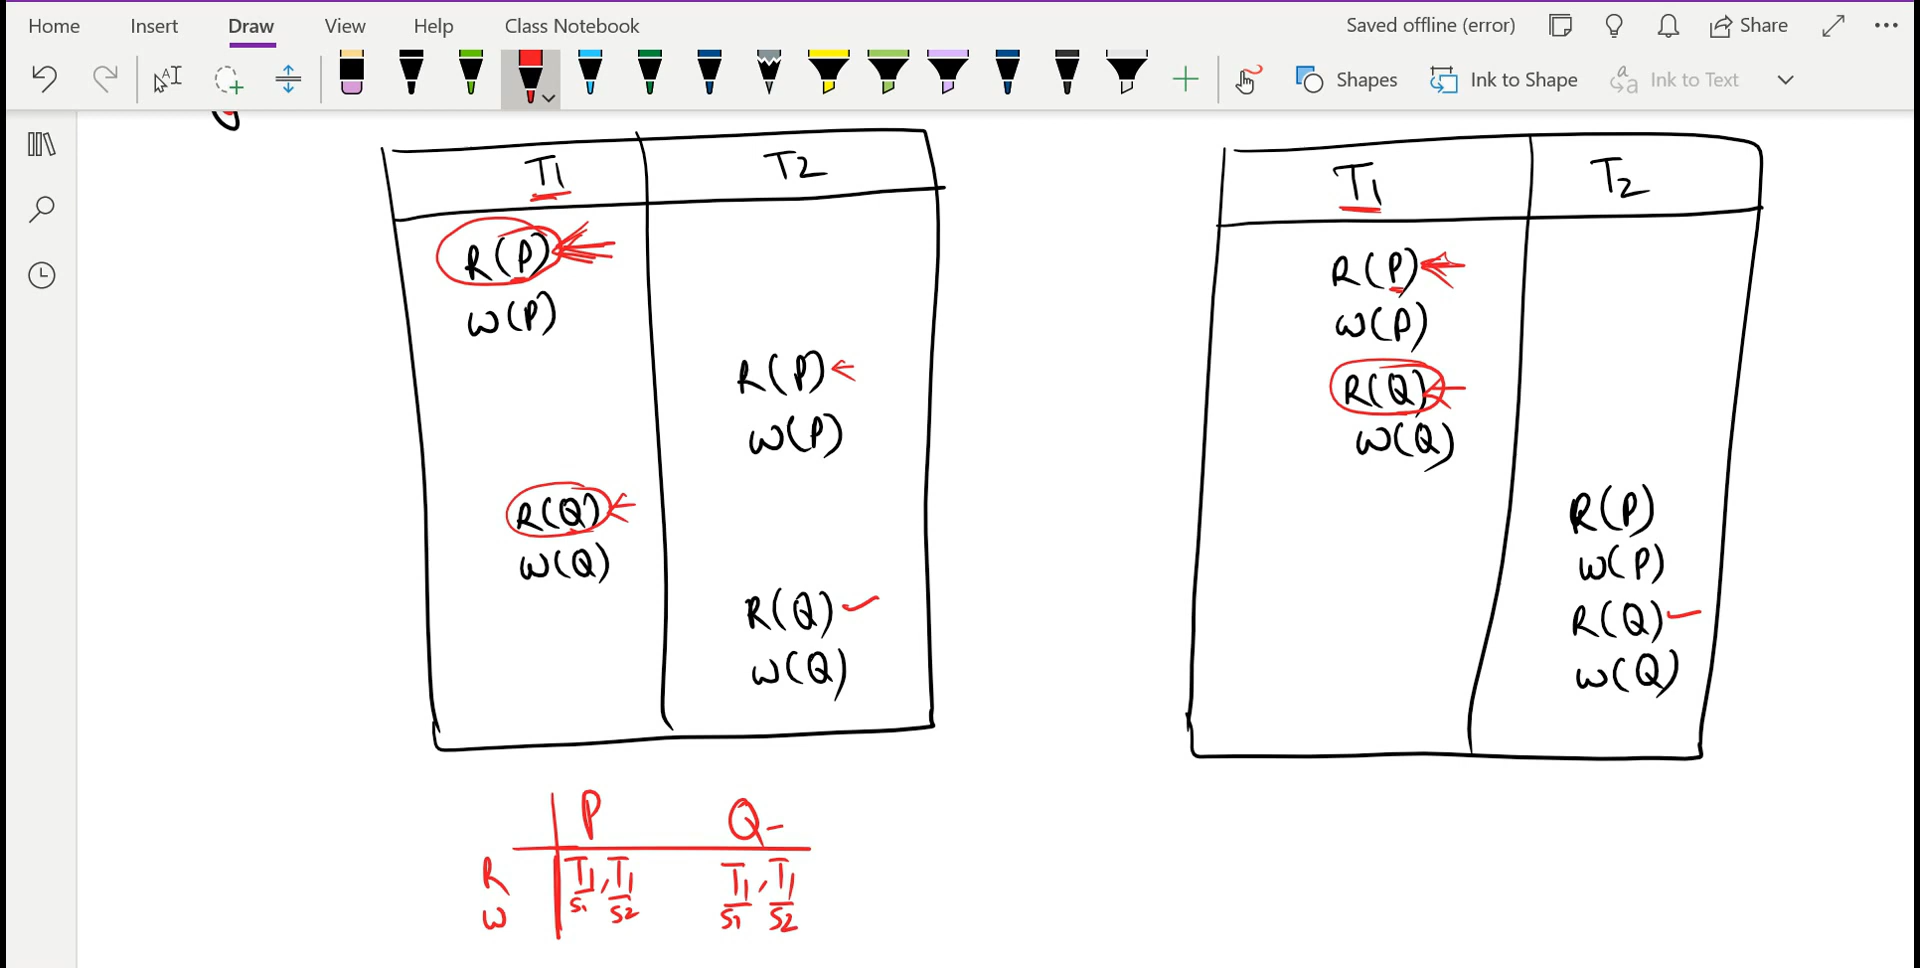 Home Insert Draw View Help Class Notebook Saved offline (error) Share
Shapes Ink to Shape Ink to Text
T1 T2
R(P)
W(P)
R(P)
W(P)
R(Q)
W(Q)
R(Q)
W(Q)
T1 T2
R(P)
W(P)
R(Q)
W(Q)
R(P)
W(P)
R(Q)
W(Q)
P Q
R T1, T1 T1, T1
W S1 S2 S1 S2